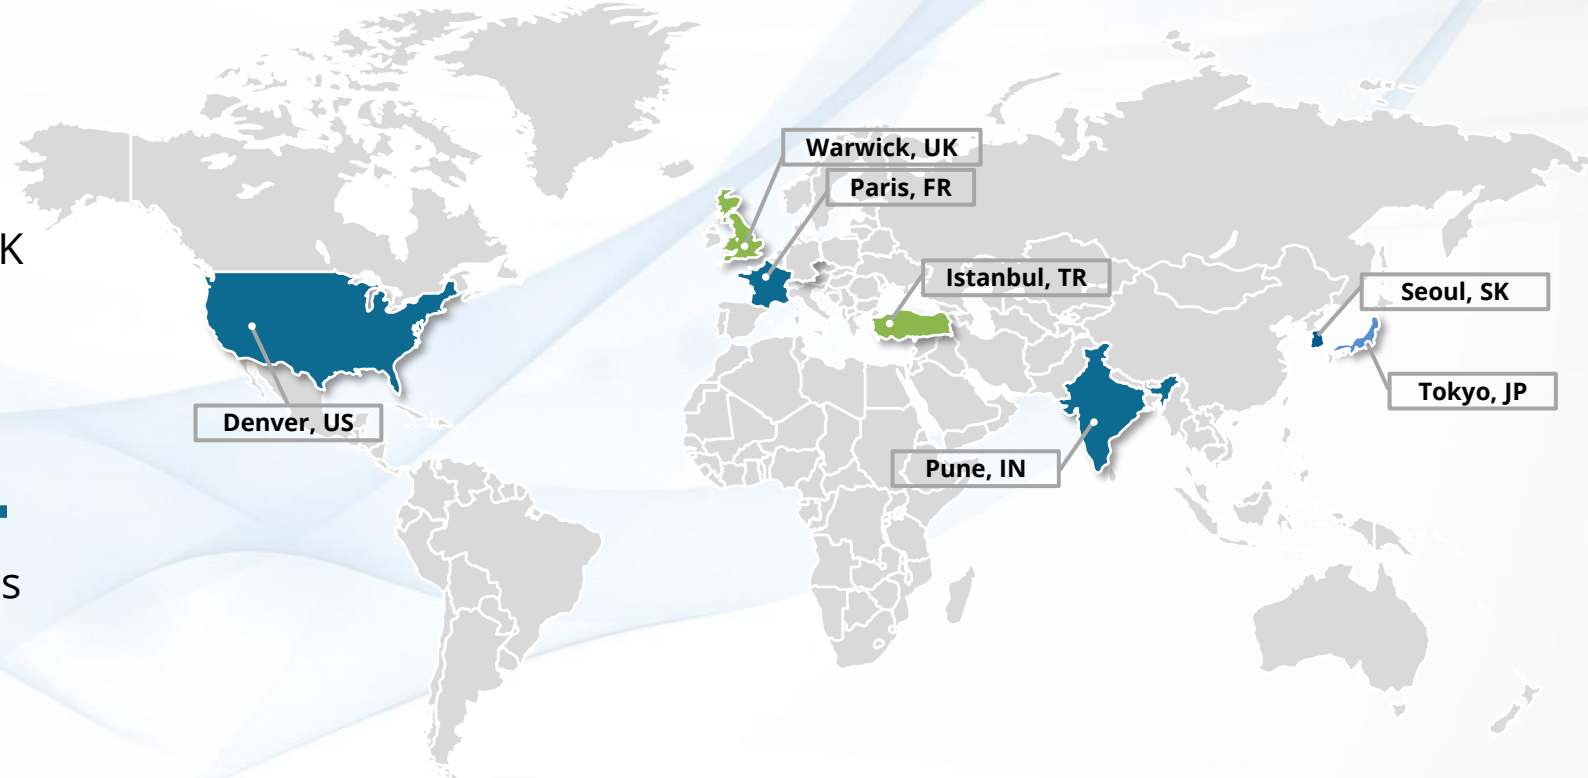 Warwick, UK
Paris, FR
K
Istanbul, TR
Seoul, SK
Tokyo, JP
Denver, US
Pune, IN
s